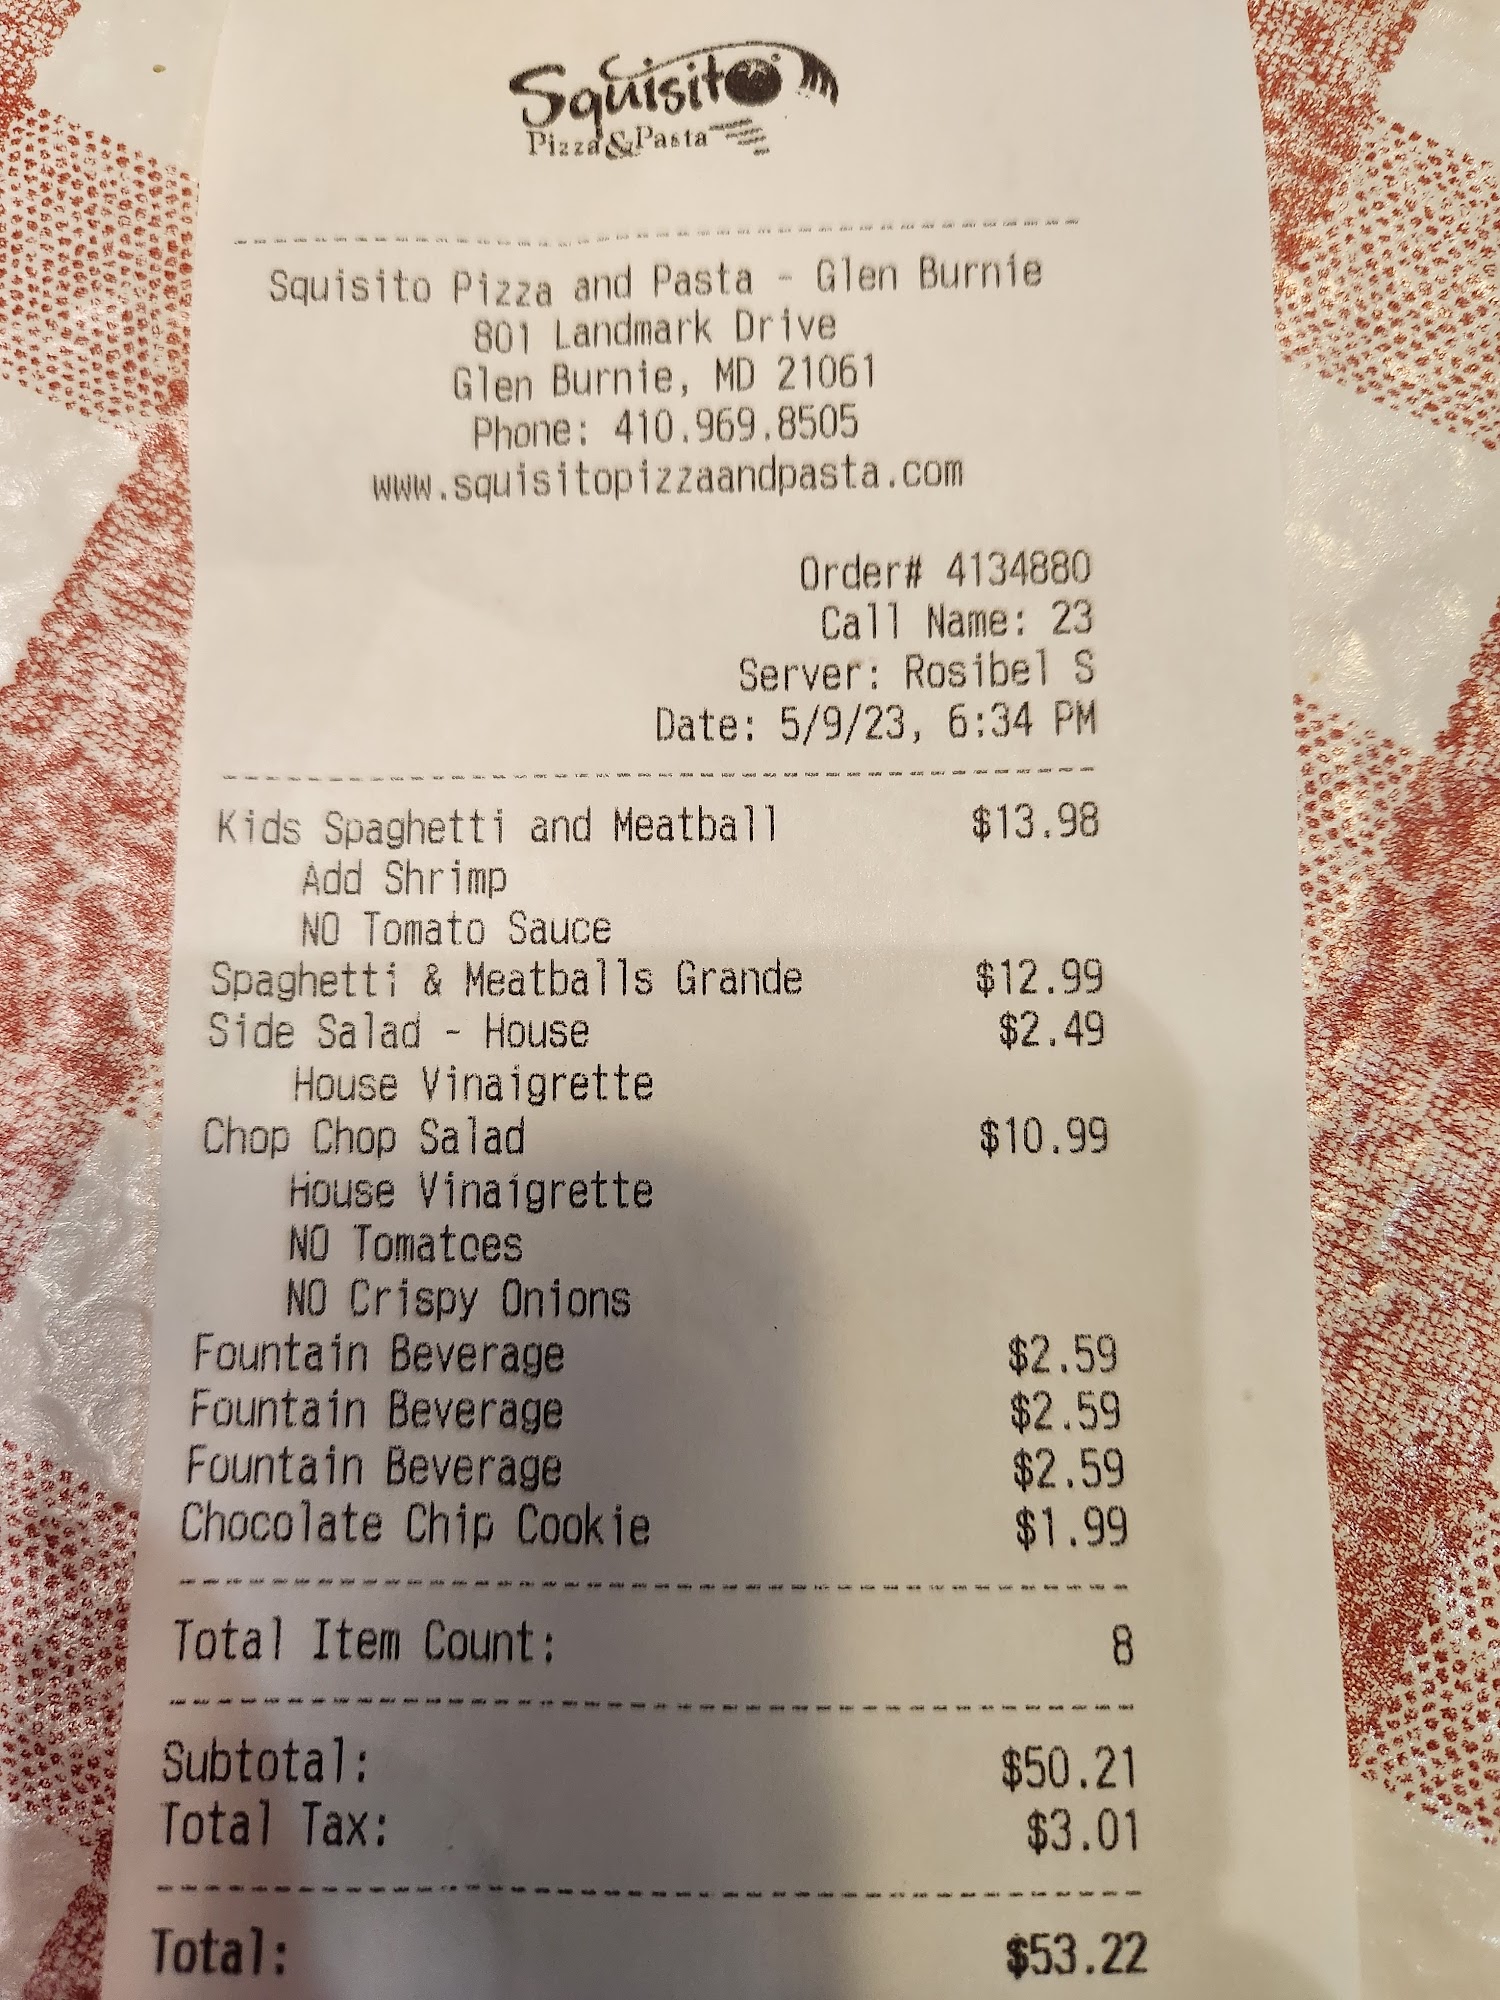 Squisito
Pizza & Pasta
Squisito Pizza and Pasta - Glen Burnie
801 Landmark Drive
Glen Burnie, MD 21061
Phone: 410.969.8505
www.squisitopizzaandpasta.com
Order# 4134880
Call Name: 23
Server: Rosibel S
Date: 5/9/23, 6:34 PM
Kids Spaghetti and Meatball $13.98
Add Shrimp
NO Tomato Sauce
Spaghetti & Meatballs Grande $12.99
Side Salad - House $2.49
House Vinaigrette
Chop Chop Salad $10.99
House Vinaigrette
NO Tomatoes
NO Crispy Onions
Fountain Beverage $2.59
Fountain Beverage $2.59
Fountain Beverage $2.59
Chocolate Chip Cookie $1.99
Total Item Count: 8
Subtotal: $50.21
Total Tax: $3.01
Total: $53.22